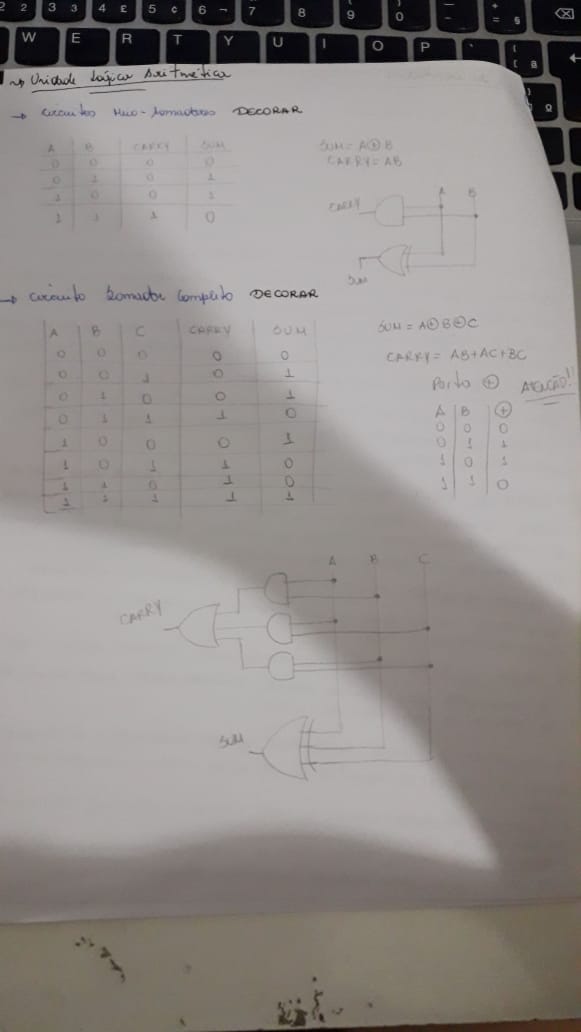 2 2 3 3 4 £ 5 ¢ 6 ¬ 7 8 9 0 - + = §
W E R T Y U I O P
→ Unidade Lógica Aritmética
→ Circuitos Meio-Somadores DECORAR
A B CARRY SUM
0 0 0 0
0 1 0 1
1 0 0 1
1 1 1 0
SUM = A⊕B
CARRY = AB
A B
CARRY
SUM
→ Circuito Somador Completo DECORAR
A B C CARRY SUM
0 0 0 0 0
0 0 1 0 1
0 1 0 0 1
0 1 1 1 0
1 0 0 0 1
1 0 1 1 0
1 1 0 1 0
1 1 1 1 1
SUM = A⊕B⊕C
CARRY = AB+AC+BC
Porta ⊕ ATENÇÃO!!
A B ⊕
0 0 0
0 1 1
1 0 1
1 1 0
A B C
CARRY
SUM